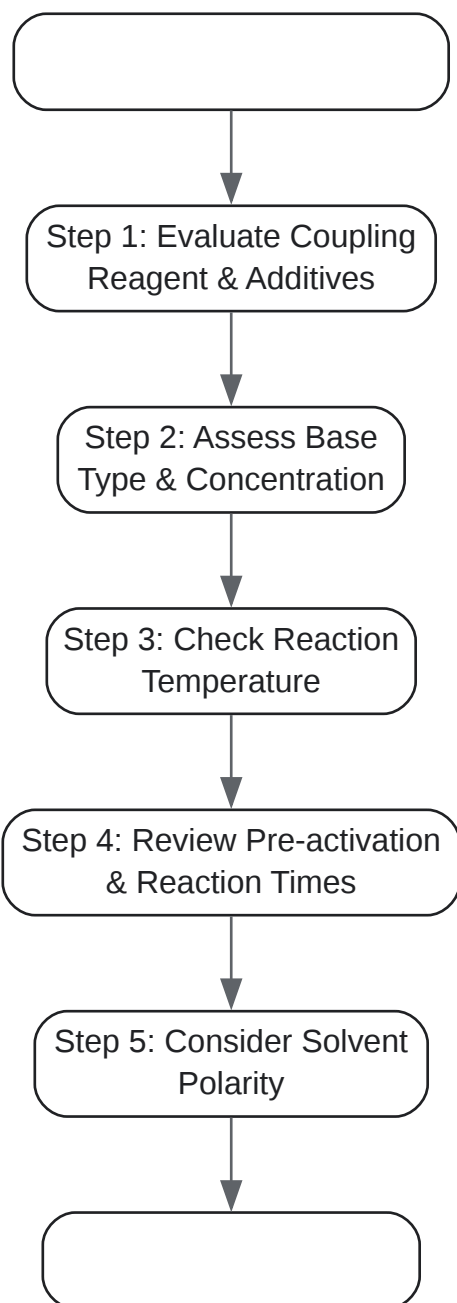 Step 1: Evaluate Coupling
Reagent & Additives
Step 2: Assess Base
Type & Concentration
Step 3: Check Reaction
Temperature
Step 4: Review Pre-activation
& Reaction Times
Step 5: Consider Solvent
Polarity